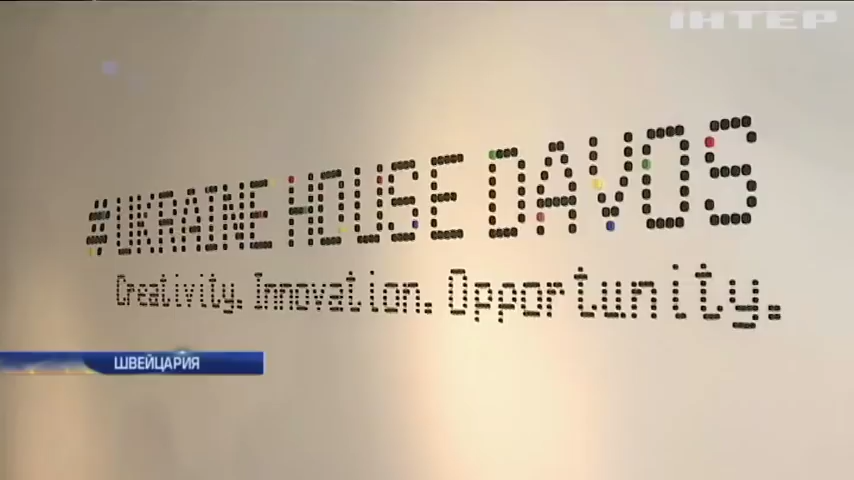 ІНТЕР
#UKRAINE HOUSE DAVOS
Creativity. Innovation. Opportunity.
ШВЕЙЦАРИЯ